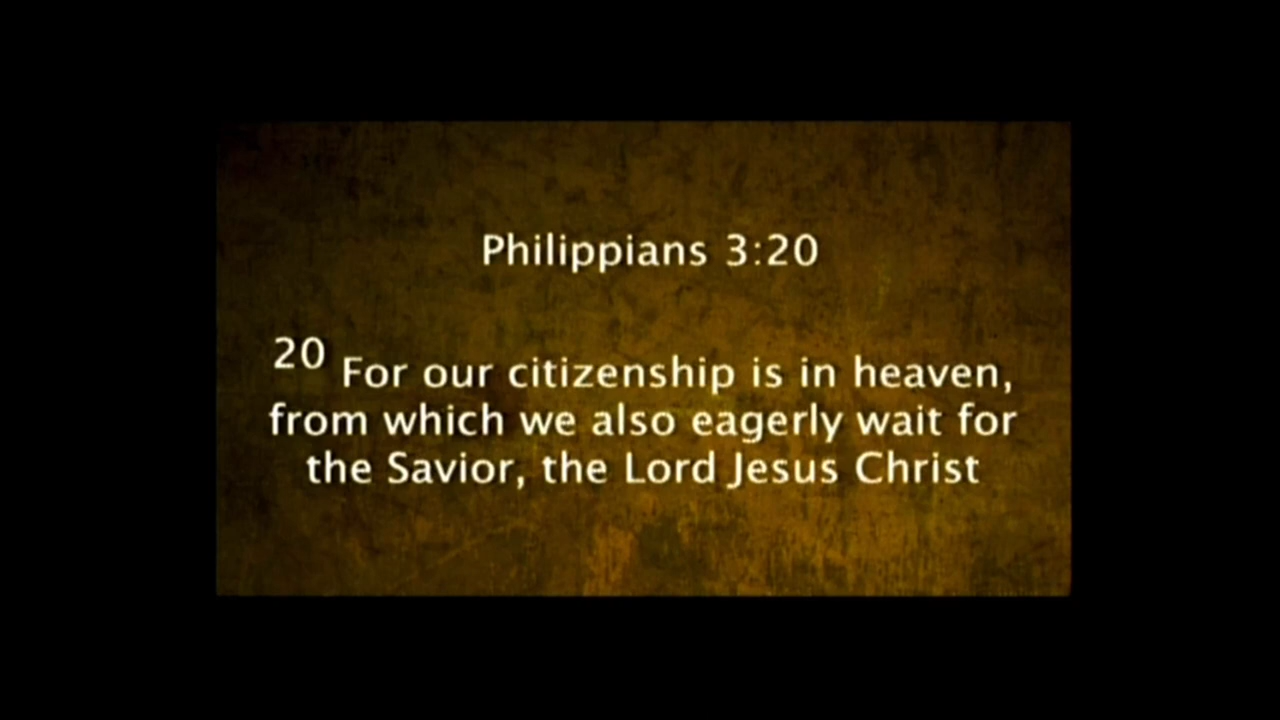 Philippians 3:20
20 For our citizenship is in heaven,
from which we also eagerly wait for
the Savior, the Lord Jesus Christ